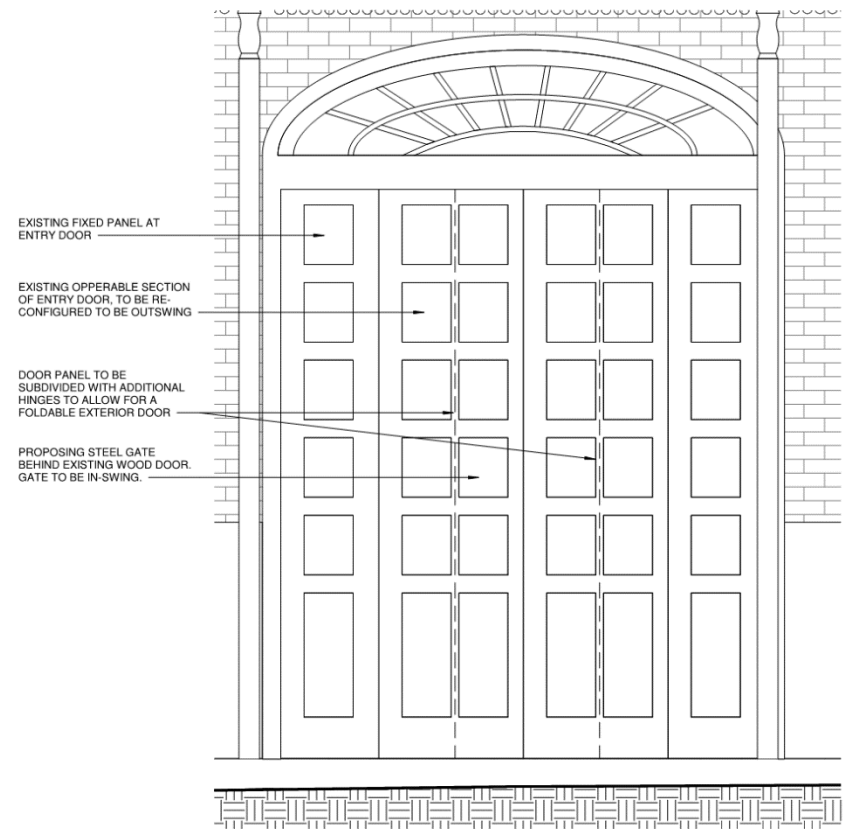 EXISTING FIXED PANEL AT
ENTRY DOOR
EXISTING OPPERABLE SECTION
OF ENTRY DOOR, TO BE RE-
CONFIGURED TO BE OUTSWING
DOOR PANEL TO BE
SUBDIVIDED WITH ADDITIONAL
HINGES TO ALLOW FOR A
FOLDABLE EXTERIOR DOOR
PROPOSING STEEL GATE
BEHIND EXISTING WOOD DOOR.
GATE TO BE IN-SWING.